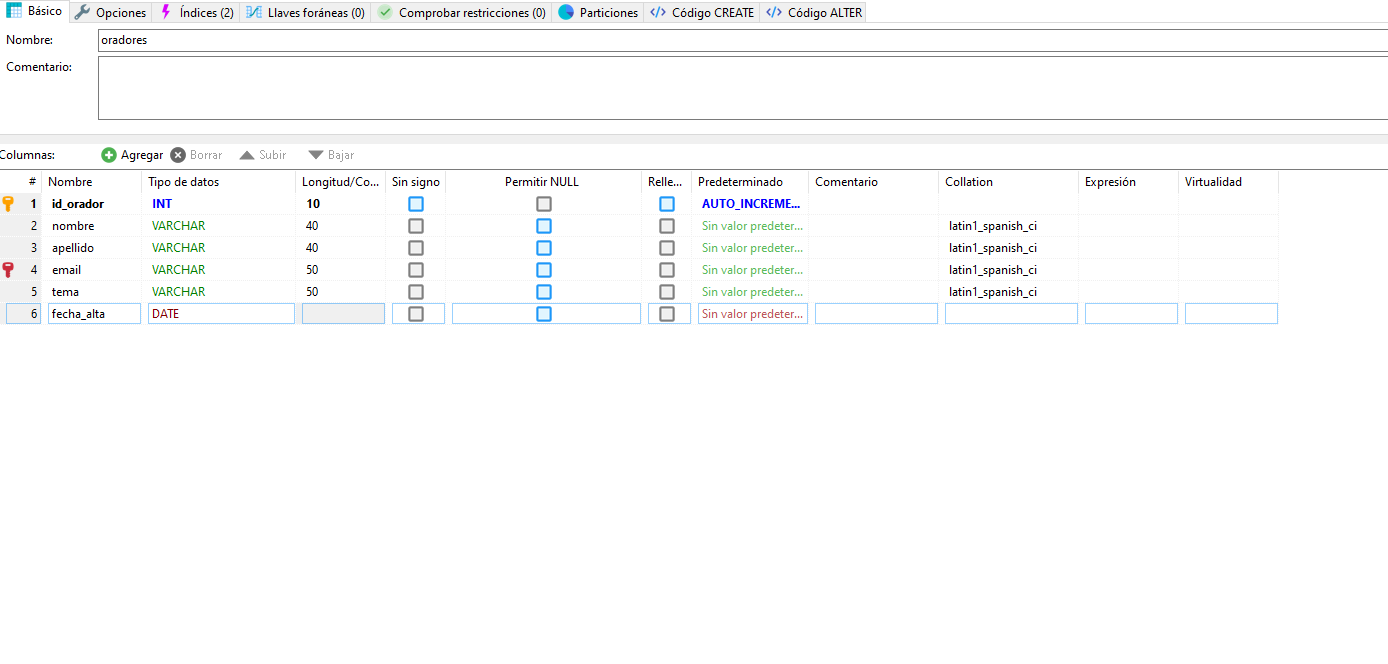 Básico Opciones Índices (2) Llaves foráneas (0) Comprobar restricciones (0) Particiones Código CREATE Código ALTER
Nombre: oradores
Comentario:
Columnas: Agregar Borrar Subir Bajar
# Nombre Tipo de datos Longitud/Co... Sin signo Permitir NULL Relle... Predeterminado Comentario Collation Expresión Virtualidad
1 id_orador INT 10 AUTO_INCREME...
2 nombre VARCHAR 40 Sin valor predeter... latin1_spanish_ci
3 apellido VARCHAR 40 Sin valor predeter... latin1_spanish_ci
4 email VARCHAR 50 Sin valor predeter... latin1_spanish_ci
5 tema VARCHAR 50 Sin valor predeter... latin1_spanish_ci
6 fecha_alta DATE Sin valor predeter...